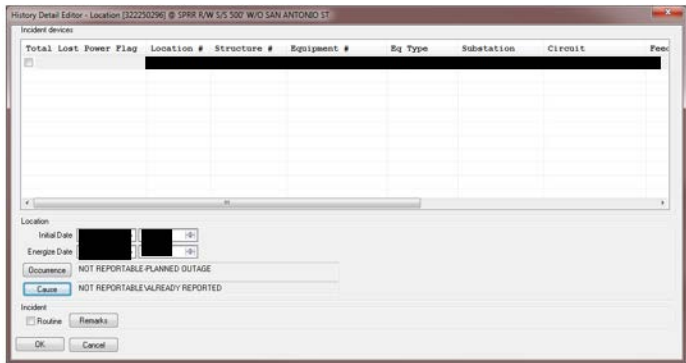 History Detail Editor - Location [322250296] @ SPRR R/W S/S 500' W/O SAN ANTONIO ST
Incident devices
Total Lost Power Flag Location # Structure # Equipment # Eq Type Substation Circuit Feed
Location
Initial Date
Energize Date
Occurrence NOT REPORTABLE-PLANNED OUTAGE
Cause NOT REPORTABLE\ALREADY REPORTED
Incident
Routine Remarks
OK Cancel